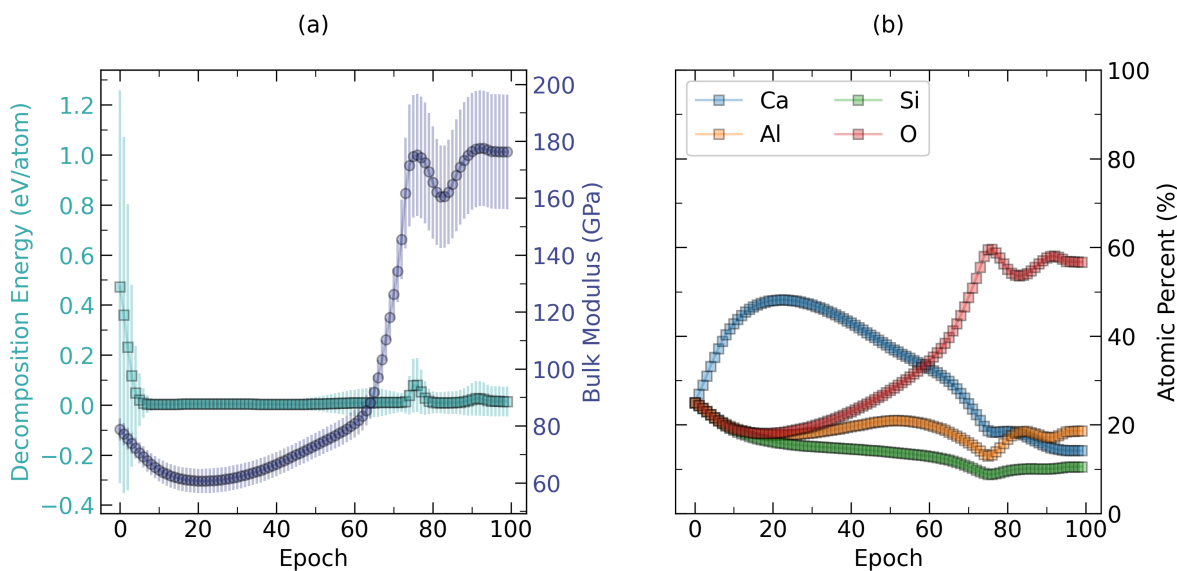 (a)
Decomposition Energy (eV/atom)
1.2
1.0
0.8
0.6
0.4
0.2
0.0
−0.2
−0.4
200
180
160
140
120
100
80
60
Bulk Modulus (GPa)
0 20 40 60 80 100
Epoch
(b)
Ca Si
Al O
100
80
60
40
20
0
Atomic Percent (%)
0 20 40 60 80 100
Epoch